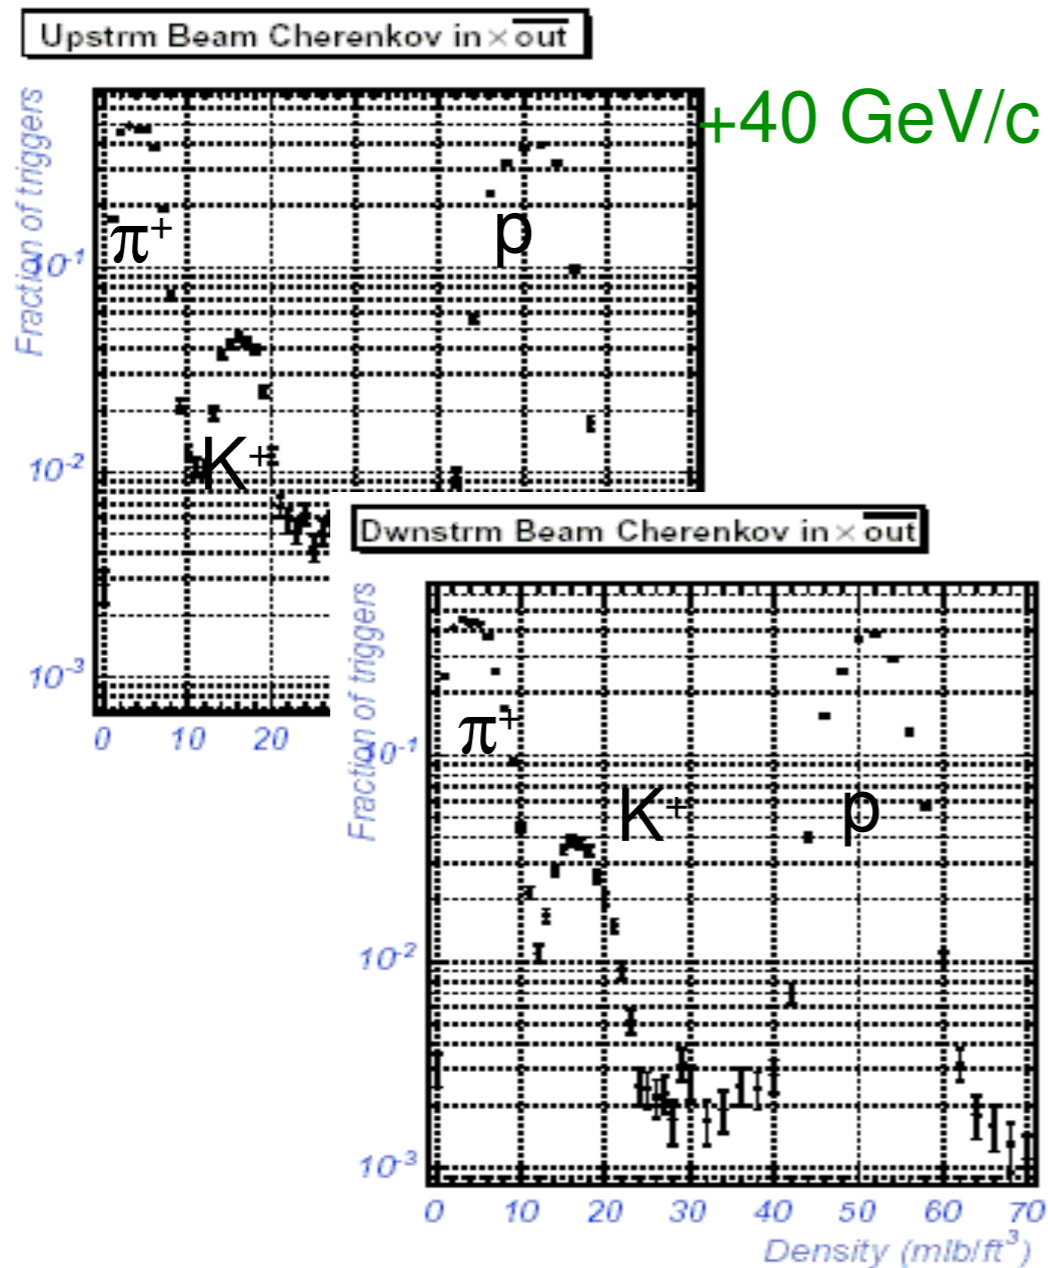 Upstrm Beam Cherenkov in × out
+40 GeV/c
Fraction of triggers
π+
p
K+
10-1
10-2
10-3
0 10 20
Dwnstrm Beam Cherenkov in × out
Fraction of triggers
π+
K+
p
10-1
10-2
10-3
0 10 20 30 40 50 60 70
Density (mlb/ft3)